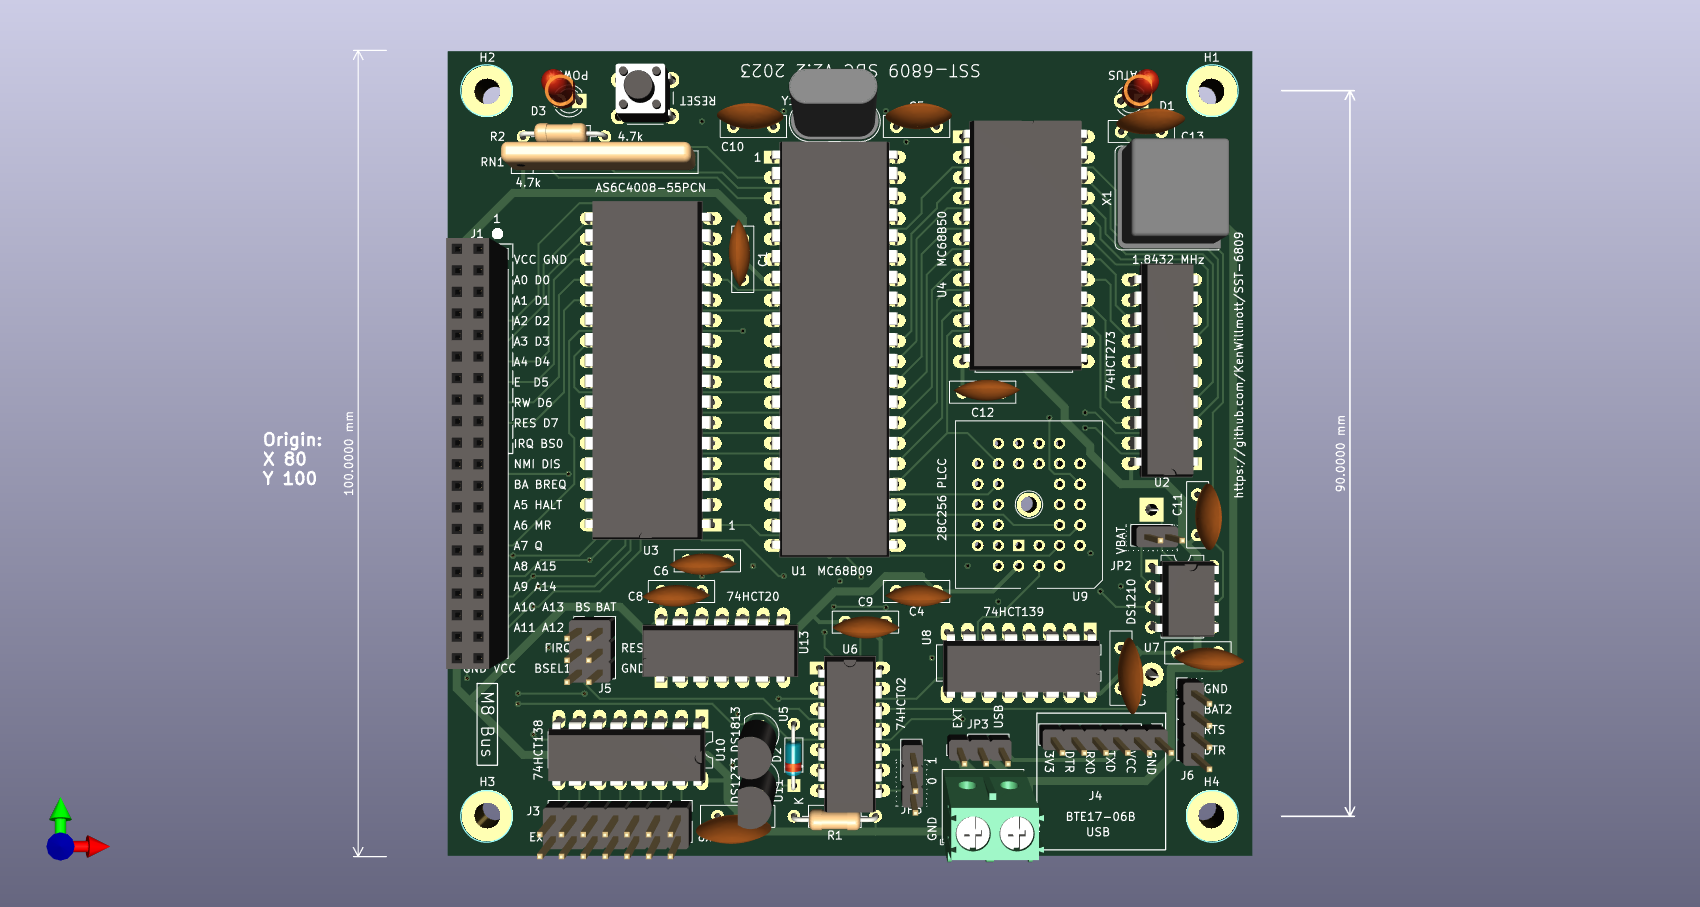 H2
H1
SST-6809 SBC V2.2 2023
RESET
D3
D1
R2
4.7k
C10
C13
RN1
4.7k
1
AS6C4008-55PCN
X1
MC68B50
U4
1
J1
1.8432 MHz
VCC GND
A0 D0
A1 D1
A2 D2
A3 D3
A4 D4
E D5
RW D6
RES D7
IRQ BS0
NMI DIS
BA BREQ
A5 HALT
A6 MR
A7 Q
A8 A15
A9 A14
A10 A13
A11 A12
GND VCC
74HCT273
https://github.com/KenWillmott/SST-6809
Origin:
X 80
Y 100
100.0000 mm
90.0000 mm
C12
28C256 PLCC
U2
C11
VBAT
1
U3
C6
U1 MC68B09
JP2
DS1210
C8
74HCT20
C9
C4
U9
74HCT139
BS BAT
FIRQ
RES
BSEL1
GND
J5
U13
U6
U8
U7
M8 Bus
74HCT138
U10
DS1813
DS1233
U5
D2
U11
K
74HCT02
EXT
USB
JP3
GND
BAT2
RTS
DTR
J6
3V3
DTR
RXD
TXD
VCC
GND
0 1
J4
BTE17-06B
USB
H3
H4
J3
R1
GND